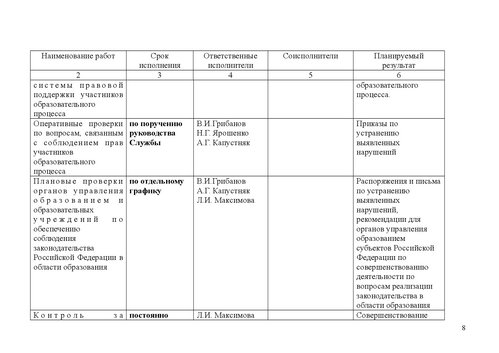 Наименование работ Срок Ответственные Соисполнители Планируемый
исполнения исполнители результат
2 3 4 5 6
системы правовой образовательного
поддержки участников процесса.
образовательного
процесса
Оперативные проверки по поручению В.И.Грибанов Приказы по
по вопросам, связанным руководства Н.Г. Ярошенко устранению
с соблюдением прав Службы А.Г. Капустняк выявленных
участников нарушений
образовательного
процесса
Плановые проверки по отдельному В.И.Грибанов Распоряжения и письма
органов управления графику А.Г. Капустняк по устранению
образованием и Л.И. Максимова выявленных
образовательных нарушений,
учреждений по рекомендации для
обеспечению органов управления
соблюдения образованием
законодательства субъектов Российской
Российской Федерации в Федерации по
области образования совершенствованию
деятельности по
вопросам реализации
законодательства в
области образования
Контроль за постоянно Л.И. Максимова Совершенствование
8